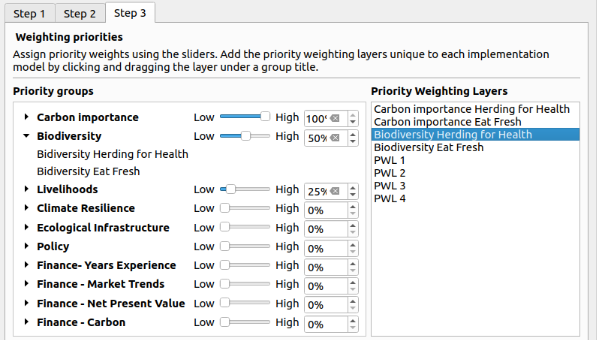 Step 1 Step 2 Step 3
Weighting priorities
Assign priority weights using the sliders. Add the priority weighting layers unique to each implementation
model by clicking and dragging the layer under a group title.
Priority groups
Carbon importance Low High 100%
Biodiversity Low High 50%
Bidiversity Herding for Health
Bidiversity Eat Fresh
Livelihoods Low High 25%
Climate Resilience Low High 0%
Ecological Infrastructure Low High 0%
Policy Low High 0%
Finance- Years Experience Low High 0%
Finance - Market Trends Low High 0%
Finance - Net Present Value Low High 0%
Finance - Carbon Low High 0%
Priority Weighting Layers
Carbon importance Herding for Health
Carbon importance Eat Fresh
Biodiversity Herding for Health
Biodiversity Eat Fresh
PWL 1
PWL 2
PWL 3
PWL 4